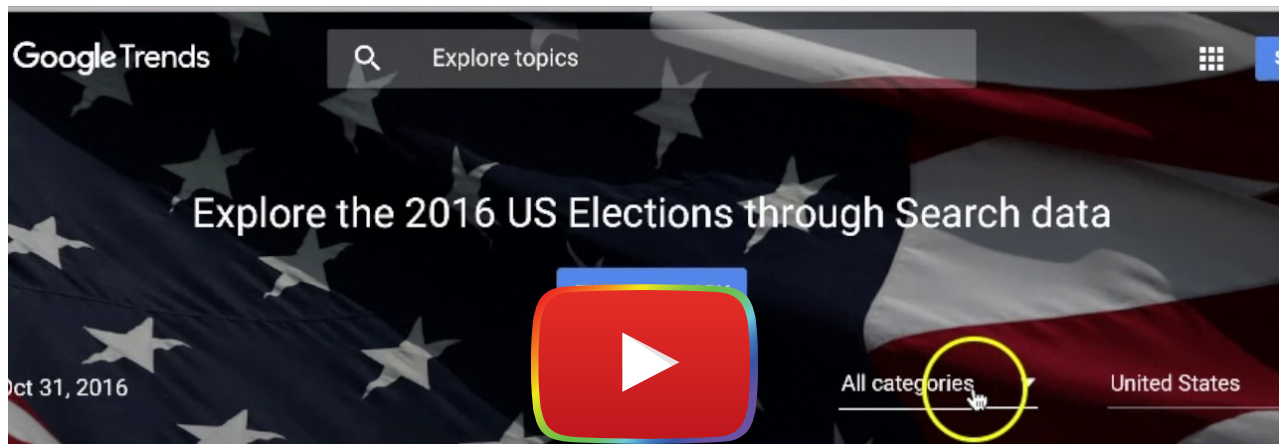 Google Trends
Explore topics
Explore the 2016 US Elections through Search data
Oct 31, 2016
All categories
United States